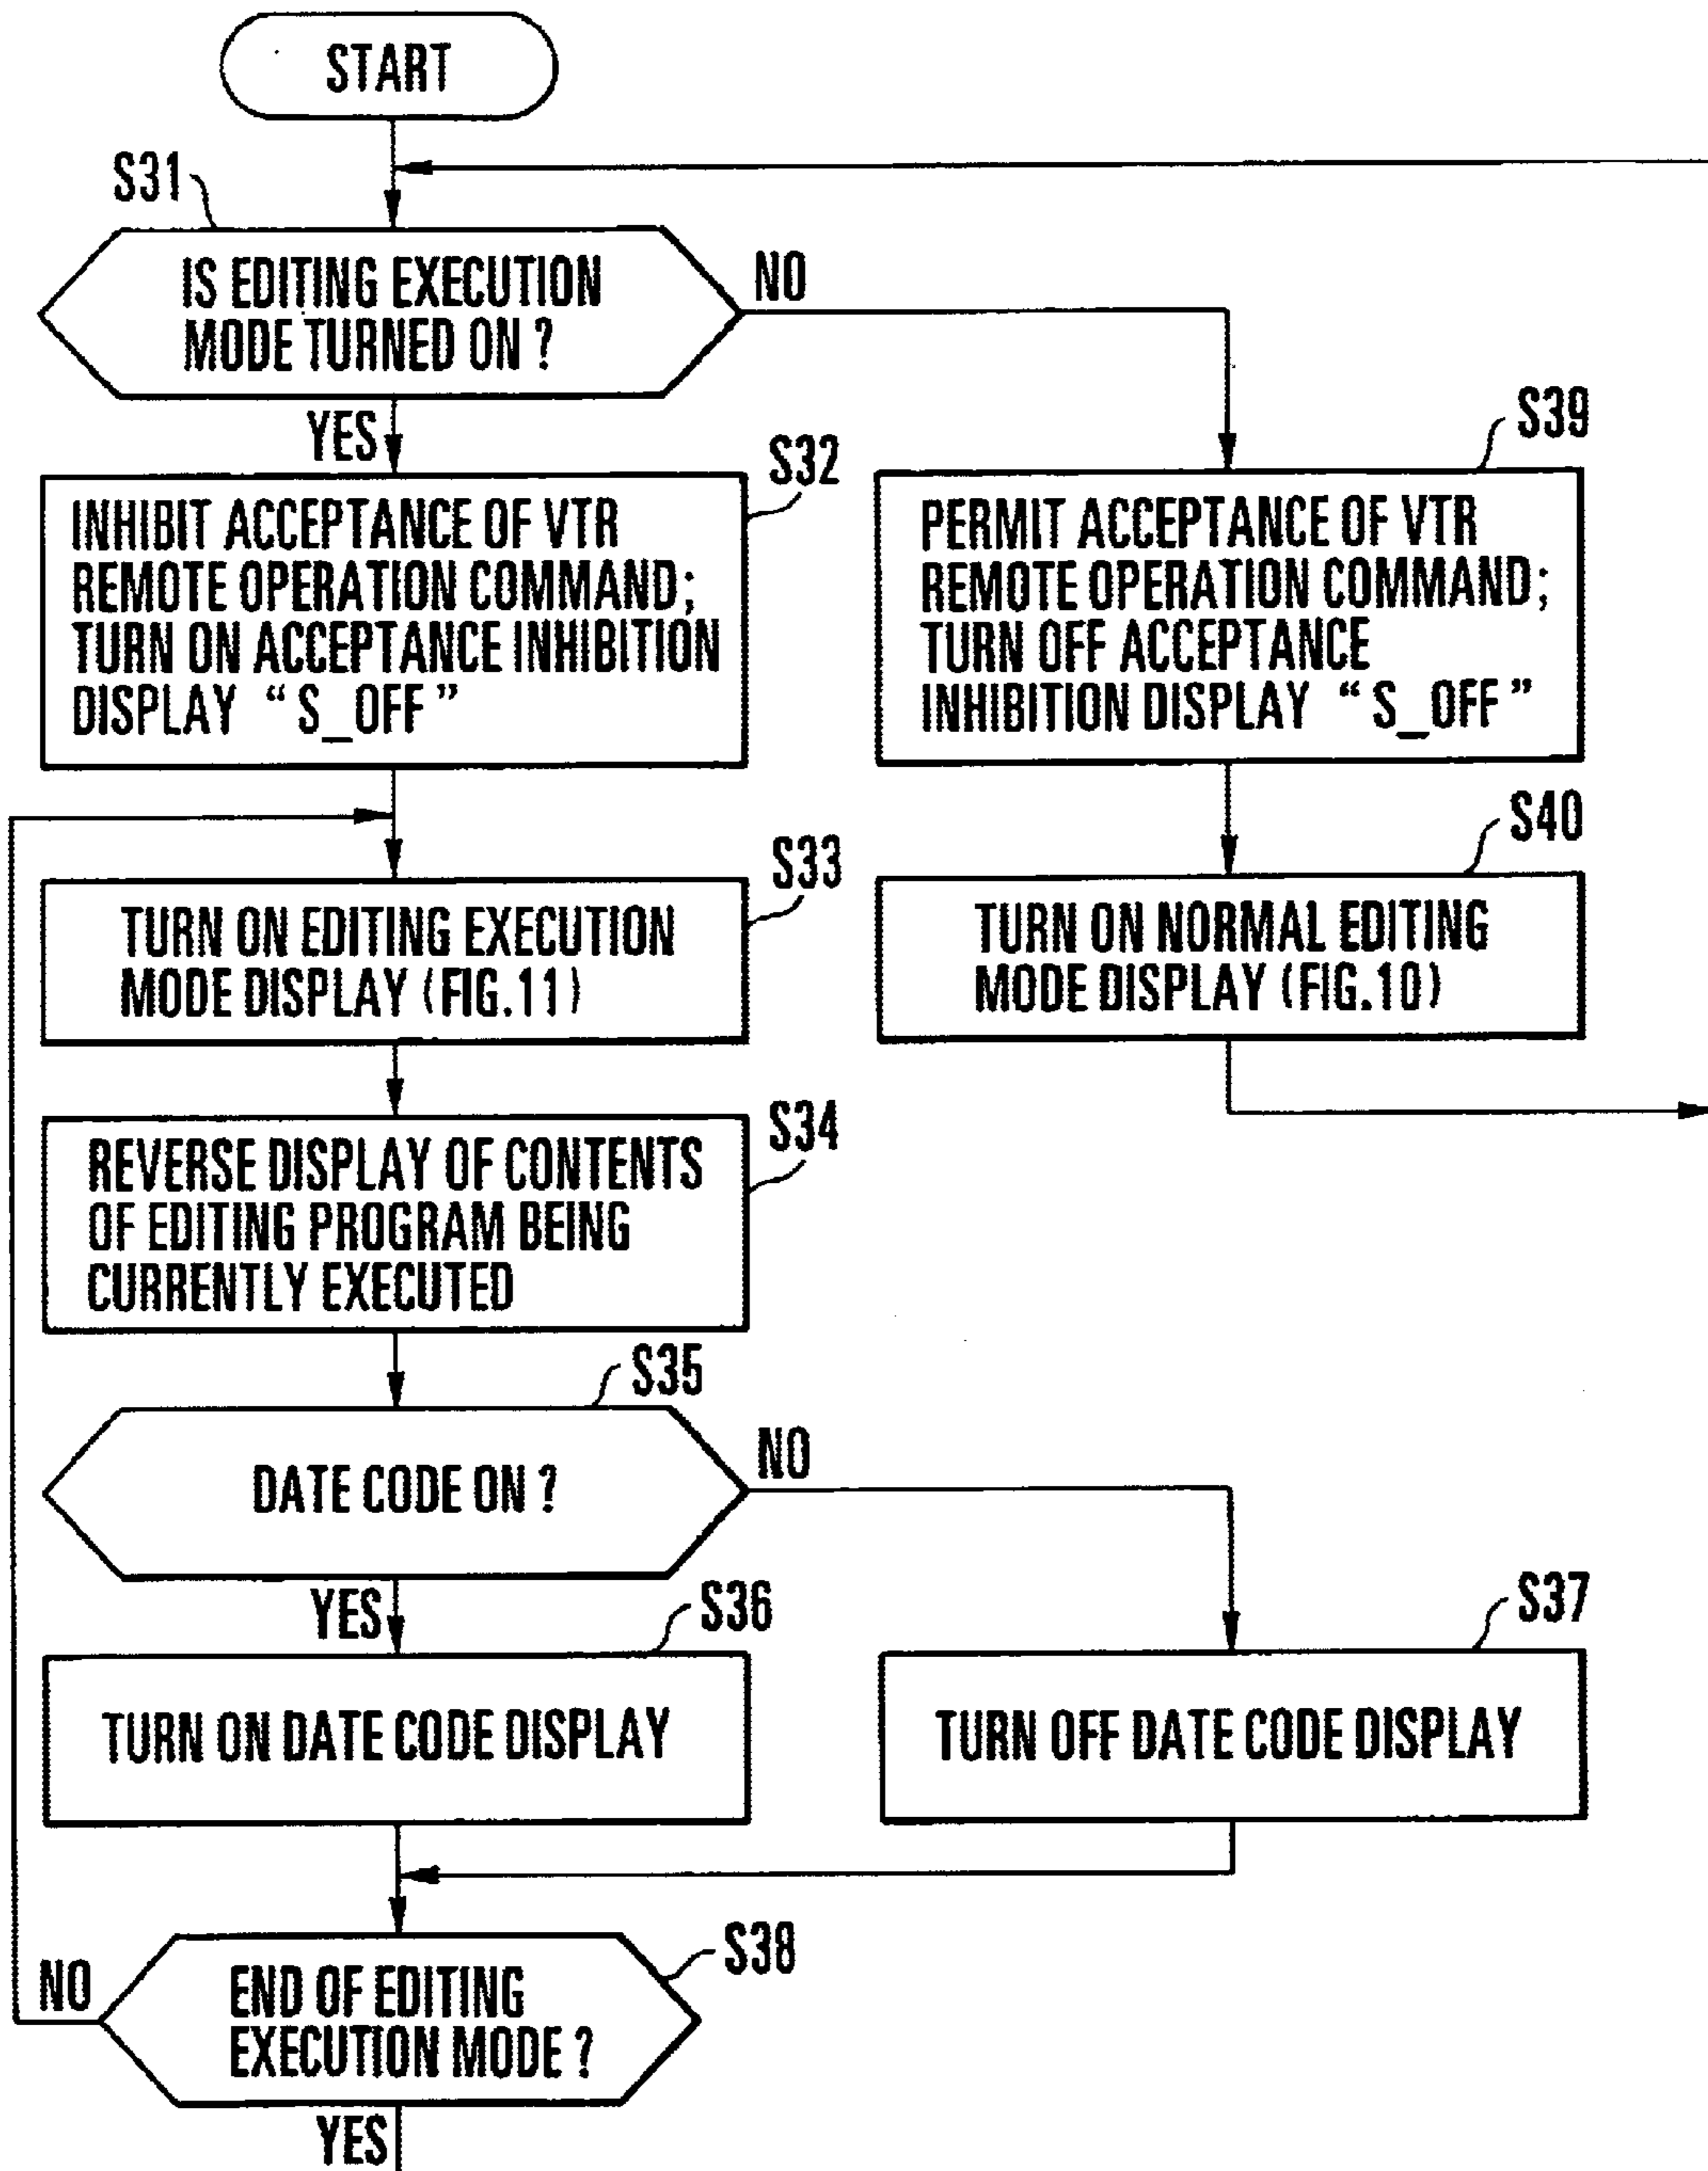 START
S31
IS EDITING EXECUTION
MODE TURNED ON ?
NO
YES
S32
INHIBIT ACCEPTANCE OF VTR
REMOTE OPERATION COMMAND;
TURN ON ACCEPTANCE INHIBITION
DISPLAY “S_OFF”
S39
PERMIT ACCEPTANCE OF VTR
REMOTE OPERATION COMMAND;
TURN OFF ACCEPTANCE
INHIBITION DISPLAY “S_OFF”
S33
TURN ON EDITING EXECUTION
MODE DISPLAY (FIG.11)
S40
TURN ON NORMAL EDITING
MODE DISPLAY (FIG.10)
S34
REVERSE DISPLAY OF CONTENTS
OF EDITING PROGRAM BEING
CURRENTLY EXECUTED
S35
DATE CODE ON ?
NO
YES
S36
TURN ON DATE CODE DISPLAY
S37
TURN OFF DATE CODE DISPLAY
S38
END OF EDITING
EXECUTION MODE ?
NO
YES